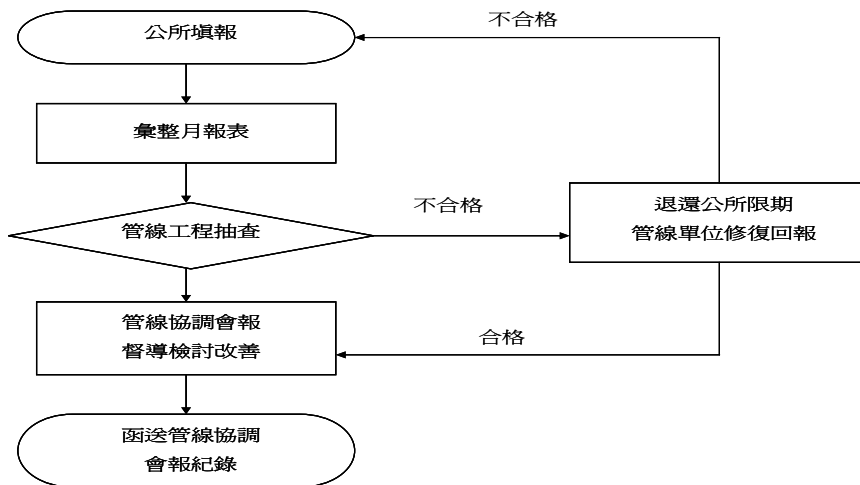 不合格
公所填報
彙整月報表
不合格
管線工程抽查
退還公所限期
管線單位修復回報
管線協調會報
督導檢討改善
合格
函送管線協調
會報紀錄